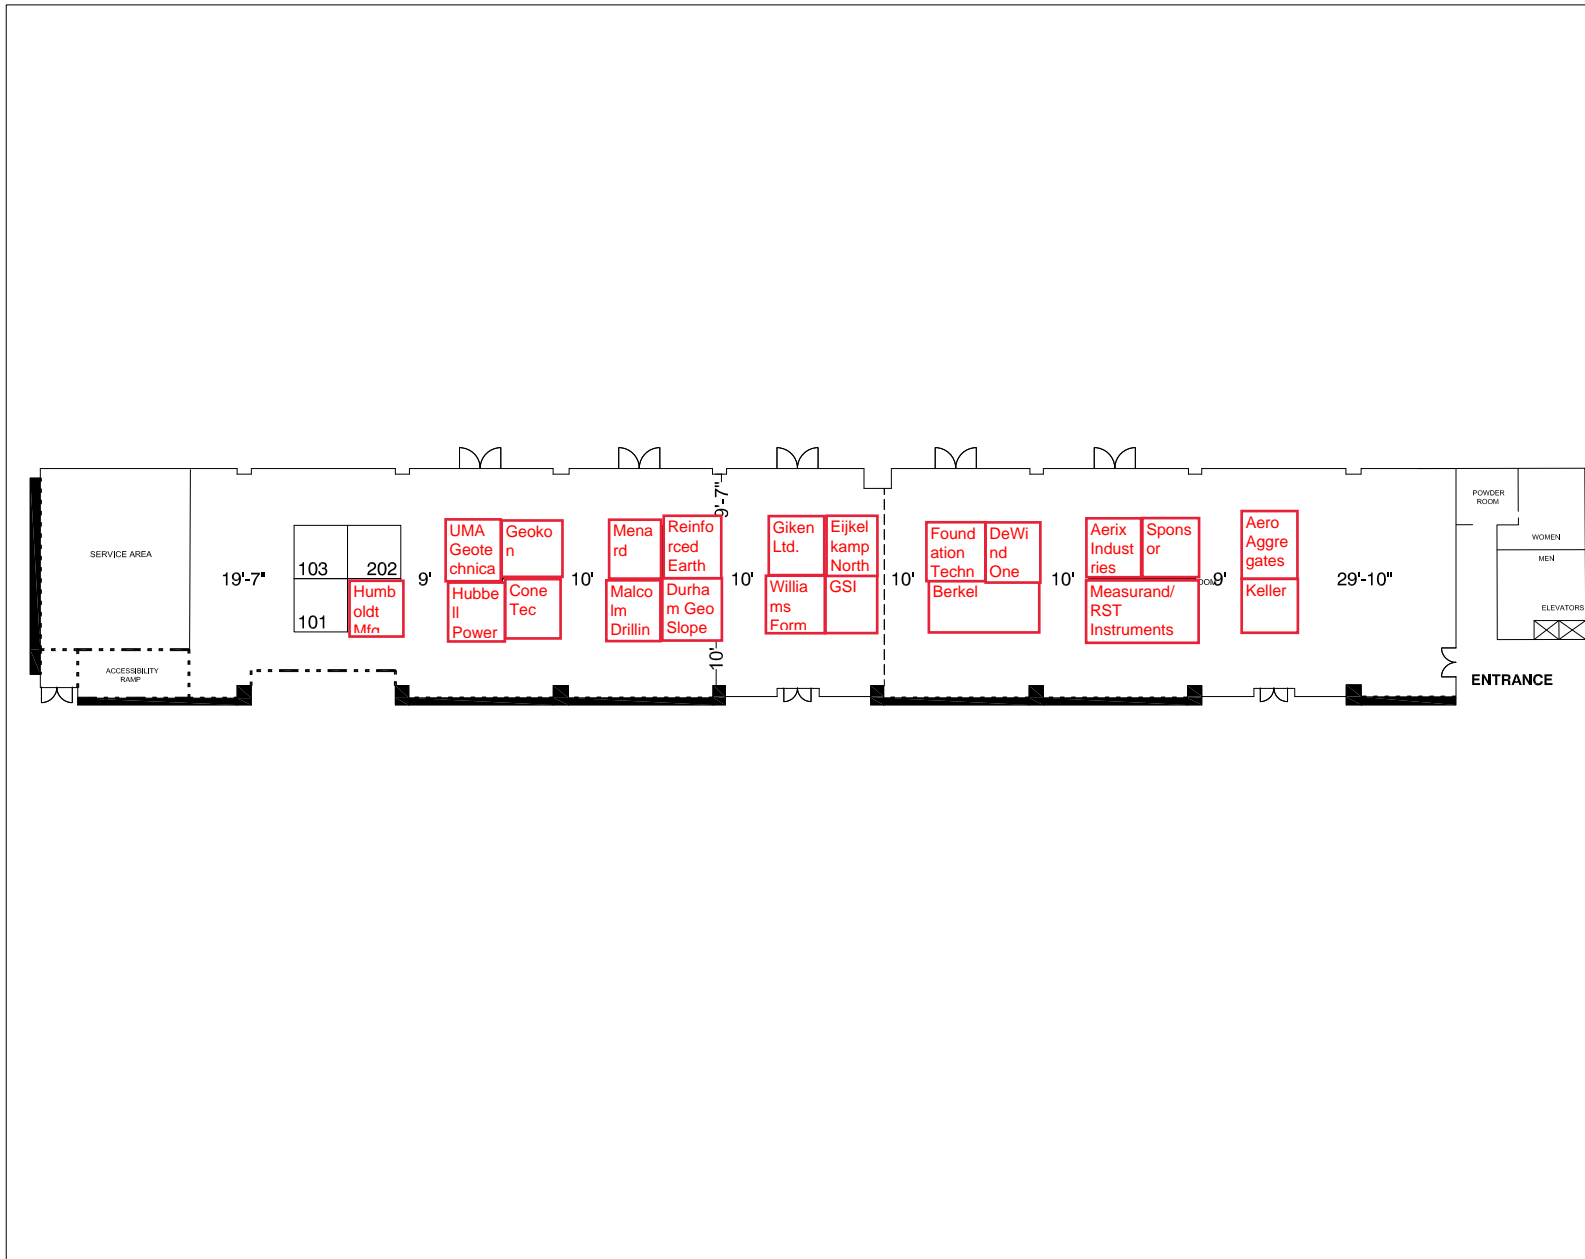 POWDER
ROOM
WOMEN
MEN
ELEVATORS
ENTRANCE
SERVICE AREA
ACCESSIBILITY
RAMP
19'-7"
103
202
101
Humb
oldt
Mfg
9'
UMA
Geote
chnica
Geoko
n
Hubbe
ll
Power
Cone
Tec
10'
Mena
rd
Reinfo
rced
Earth
Malco
lm
Drillin
Durha
m Geo
Slope
9'-7"
10'
10'
Giken
Ltd.
Eijkel
kamp
North
Willia
ms
Form
GSI
10'
Found
ation
Techn
DeWi
nd
One
Berkel
10'
Aerix
Indust
ries
Spons
or
Measurand/
RST
Instruments
OOM
9'
Aero
Aggre
gates
Keller
29'-10"